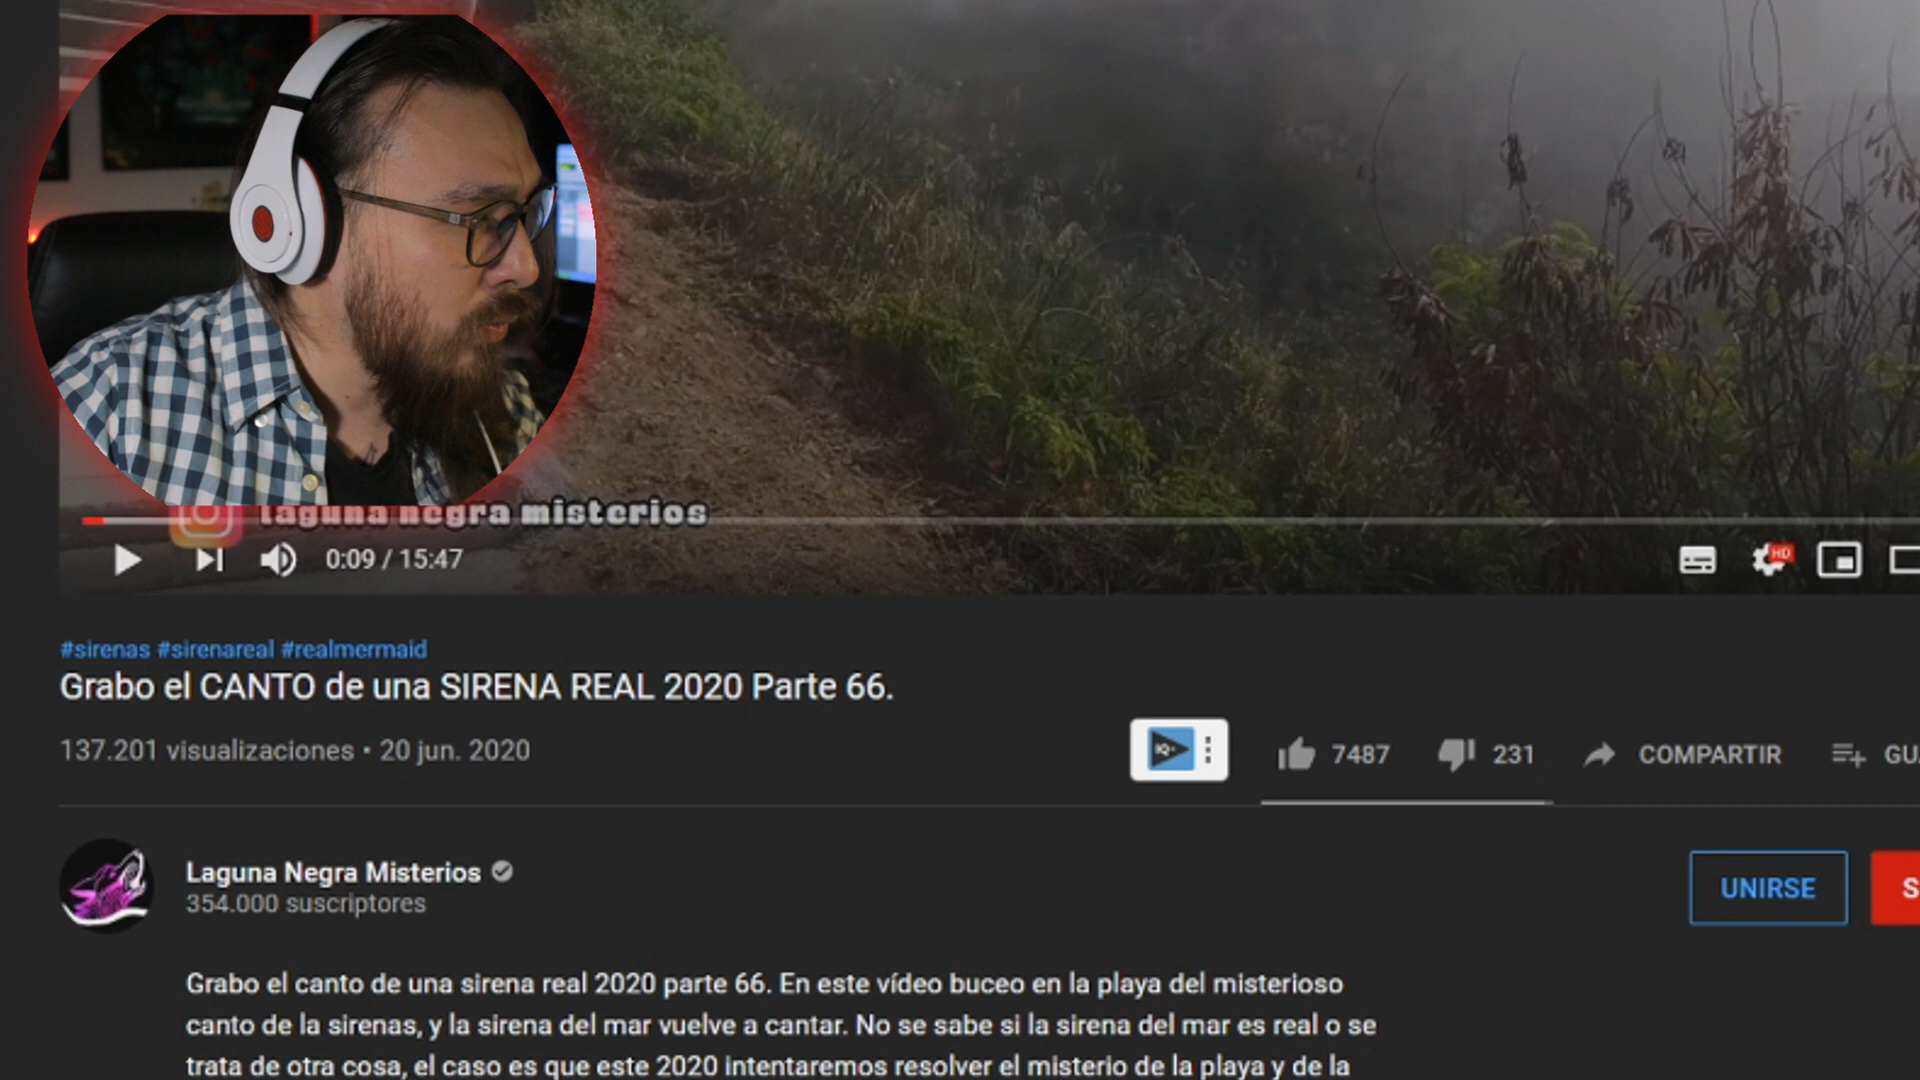 laguna negra misterios
0:09 / 15:47
HD
#sirenas #sirenareal #realmermaid
Grabo el CANTO de una SIRENA REAL 2020 Parte 66.
137.201 visualizaciones • 20 jun. 2020
IQ
7487
231
COMPARTIR
GU
Laguna Negra Misterios
354.000 suscriptores
UNIRSE
S
Grabo el canto de una sirena real 2020 parte 66. En este vídeo buceo en la playa del misterioso
canto de la sirenas, y la sirena del mar vuelve a cantar. No se sabe si la sirena del mar es real o se
trata de otra cosa, el caso es que este 2020 intentaremos resolver el misterio de la playa y de la